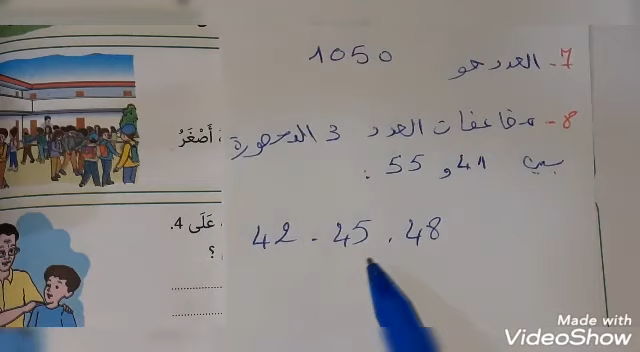 7- العدد هو 1050
8- مضاعفات العدد 3 المحصورة
بين 41 و 55 :
42 - 45 . 48
أَصْغَرُ
عَلَى 4.
؟
Made with
VideoShow